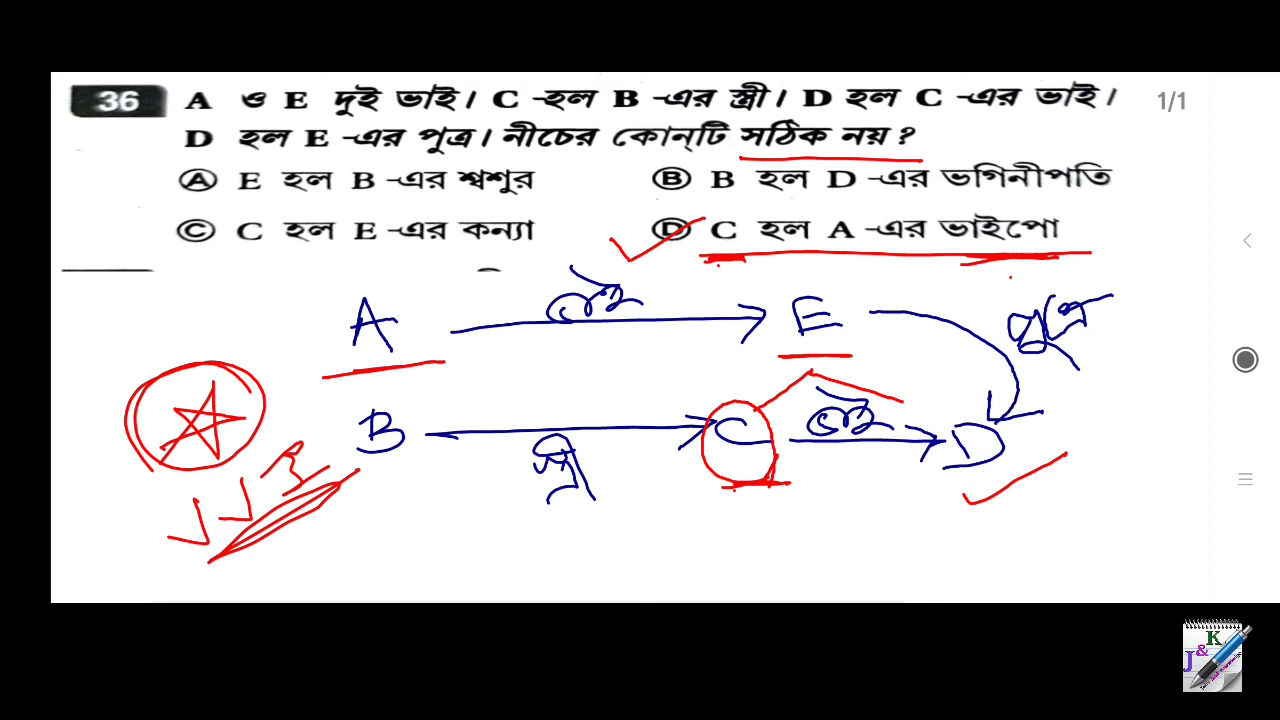 36 A ও E দুই ভাই। C -হল B -এর স্ত্রী। D হল C -এর ভাই।
1/1
D হল E -এর পুত্র। নীচের কোন্‌টি সঠিক নয় ?
A E হল B -এর শ্বশুর
B B হল D -এর ভগিনীপতি
C C হল E -এর কন্যা
D C হল A -এর ভাইপো
ভাই
A E পুত্র
ভাই
B C D
স্ত্রী
J&K